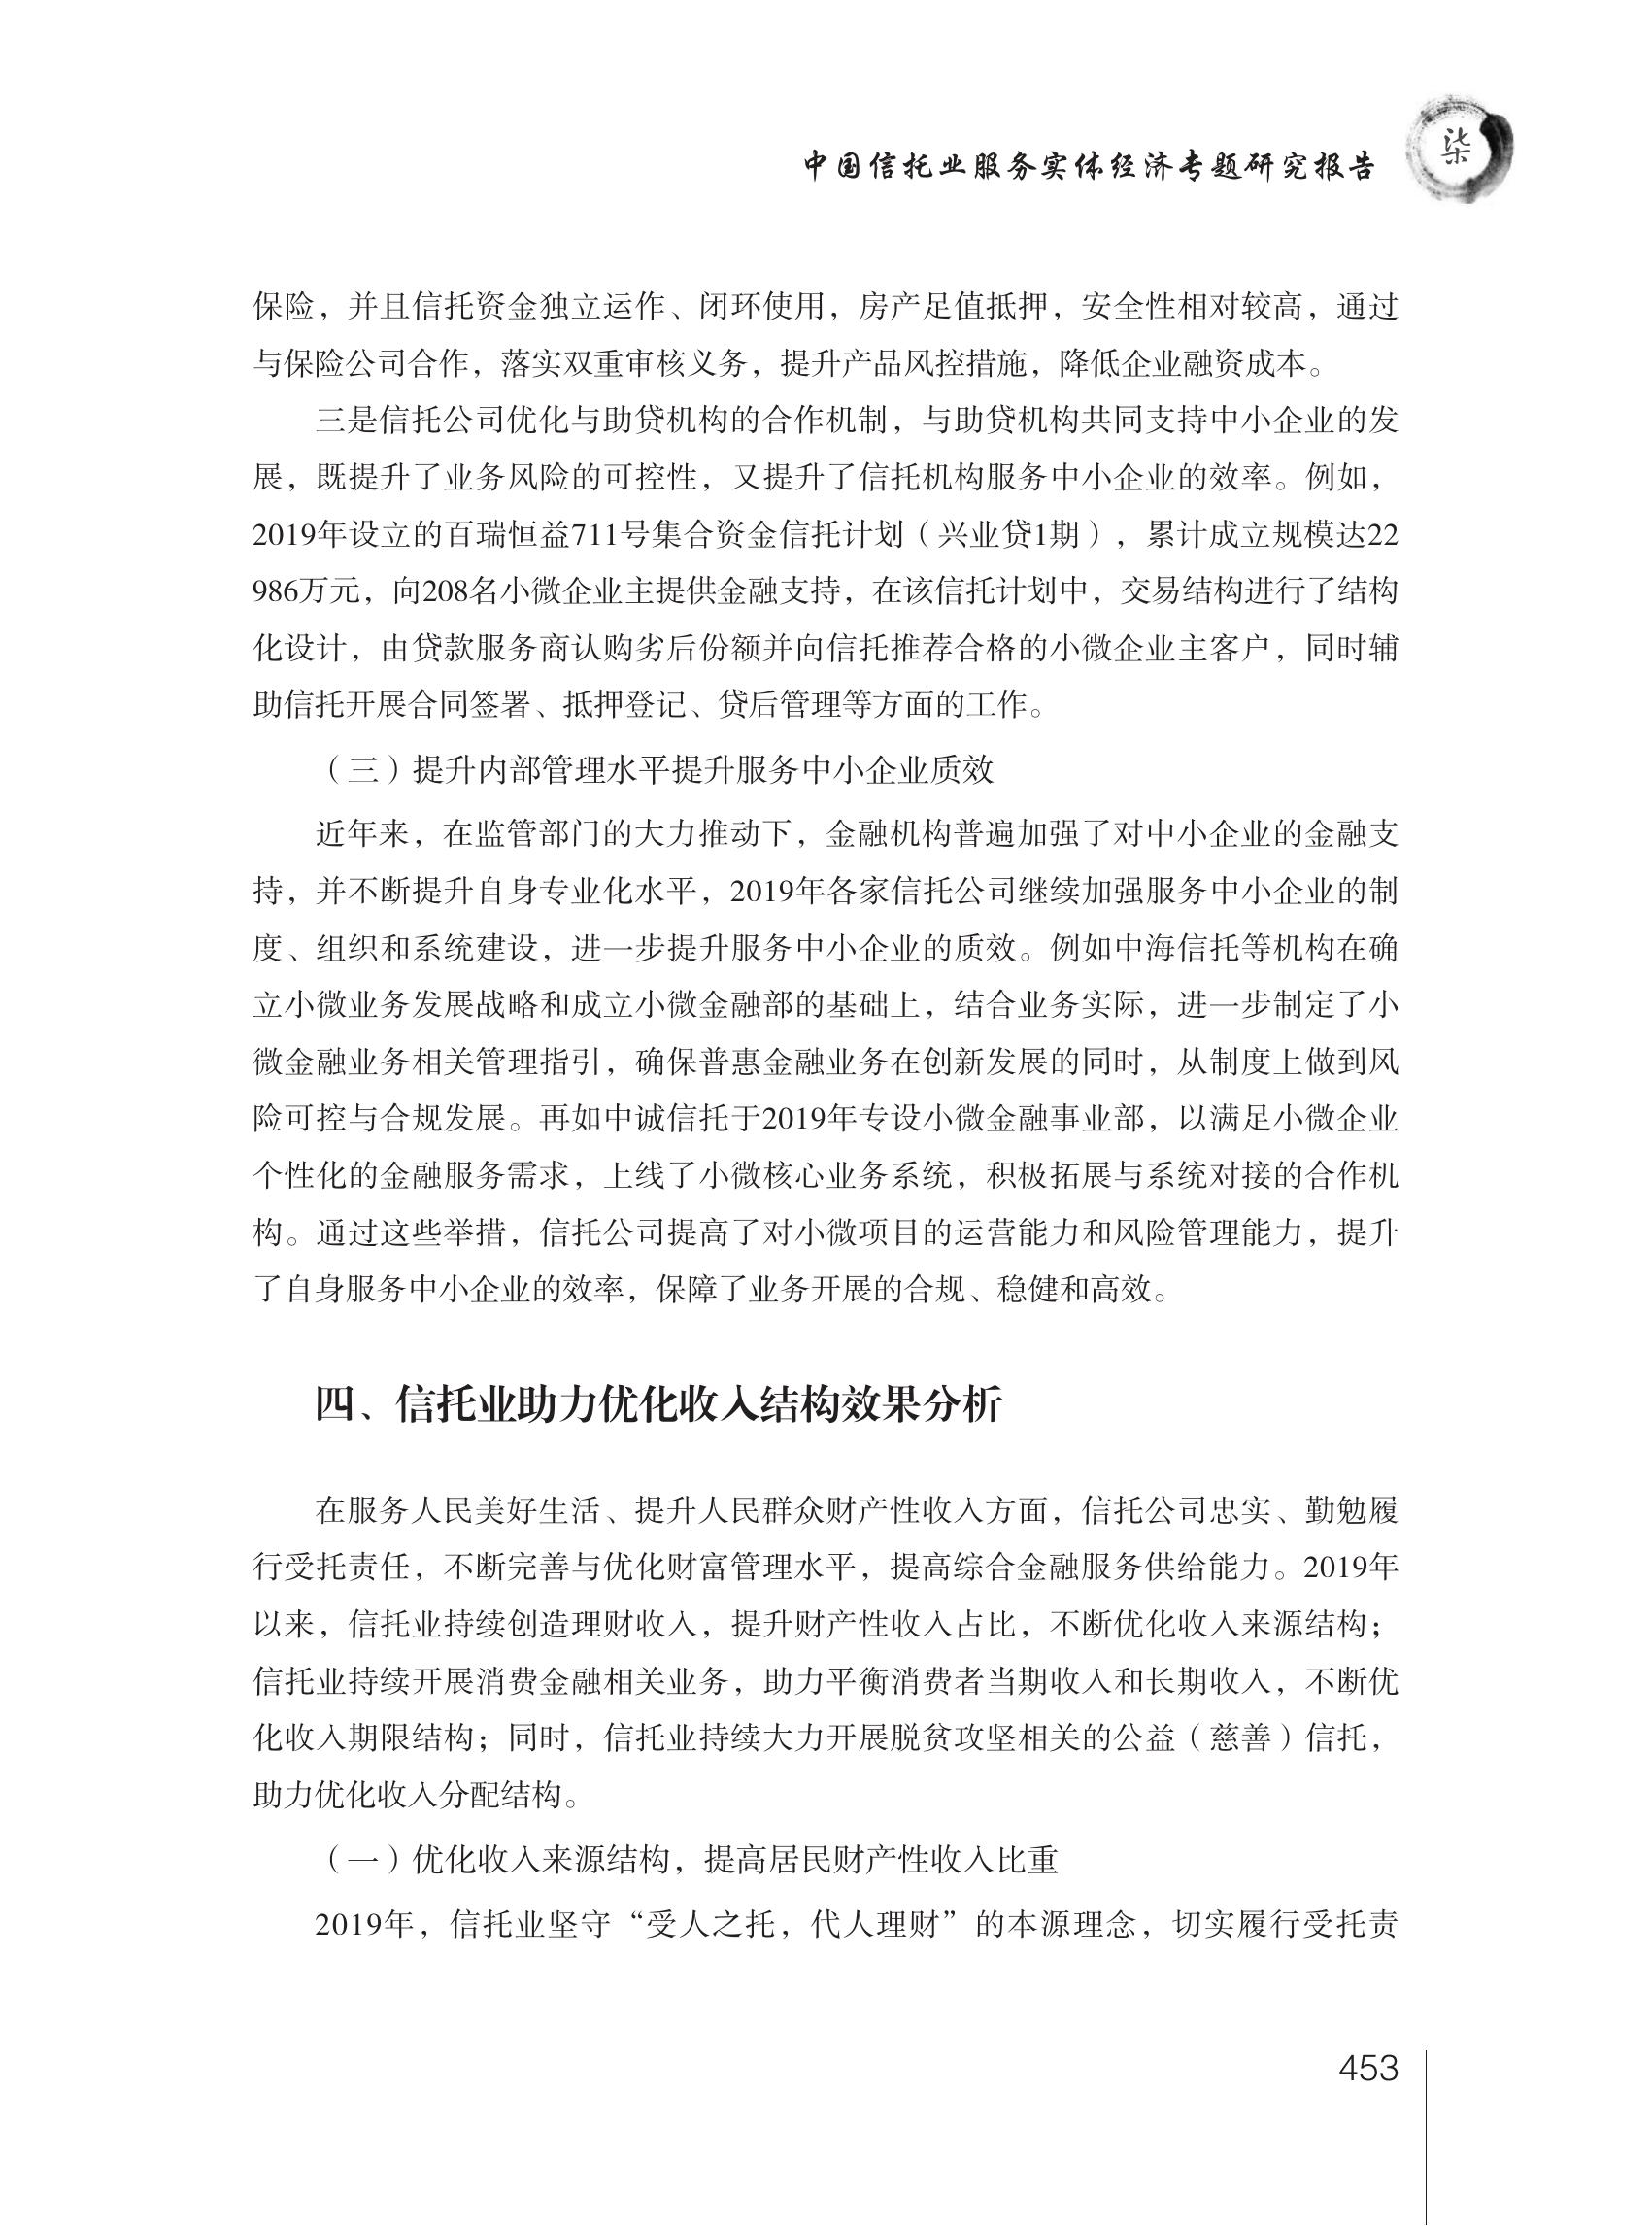 中国信托业服务实体经济专题研究报告
柒
保险，并且信托资金独立运作、闭环使用，房产足值抵押，安全性相对较高，通过
与保险公司合作，落实双重审核义务，提升产品风控措施，降低企业融资成本。
三是信托公司优化与助贷机构的合作机制，与助贷机构共同支持中小企业的发
展，既提升了业务风险的可控性，又提升了信托机构服务中小企业的效率。例如，
2019年设立的百瑞恒益711号集合资金信托计划（兴业贷1期），累计成立规模达22
986万元，向208名小微企业主提供金融支持，在该信托计划中，交易结构进行了结构
化设计，由贷款服务商认购劣后份额并向信托推荐合格的小微企业主客户，同时辅
助信托开展合同签署、抵押登记、贷后管理等方面的工作。
（三）提升内部管理水平提升服务中小企业质效
近年来，在监管部门的大力推动下，金融机构普遍加强了对中小企业的金融支
持，并不断提升自身专业化水平，2019年各家信托公司继续加强服务中小企业的制
度、组织和系统建设，进一步提升服务中小企业的质效。例如中海信托等机构在确
立小微业务发展战略和成立小微金融部的基础上，结合业务实际，进一步制定了小
微金融业务相关管理指引，确保普惠金融业务在创新发展的同时，从制度上做到风
险可控与合规发展。再如中诚信托于2019年专设小微金融事业部，以满足小微企业
个性化的金融服务需求，上线了小微核心业务系统，积极拓展与系统对接的合作机
构。通过这些举措，信托公司提高了对小微项目的运营能力和风险管理能力，提升
了自身服务中小企业的效率，保障了业务开展的合规、稳健和高效。
四、信托业助力优化收入结构效果分析
在服务人民美好生活、提升人民群众财产性收入方面，信托公司忠实、勤勉履
行受托责任，不断完善与优化财富管理水平，提高综合金融服务供给能力。2019年
以来，信托业持续创造理财收入，提升财产性收入占比，不断优化收入来源结构；
信托业持续开展消费金融相关业务，助力平衡消费者当期收入和长期收入，不断优
化收入期限结构；同时，信托业持续大力开展脱贫攻坚相关的公益（慈善）信托，
助力优化收入分配结构。
（一）优化收入来源结构，提高居民财产性收入比重
2019年，信托业坚守“受人之托，代人理财”的本源理念，切实履行受托责
453